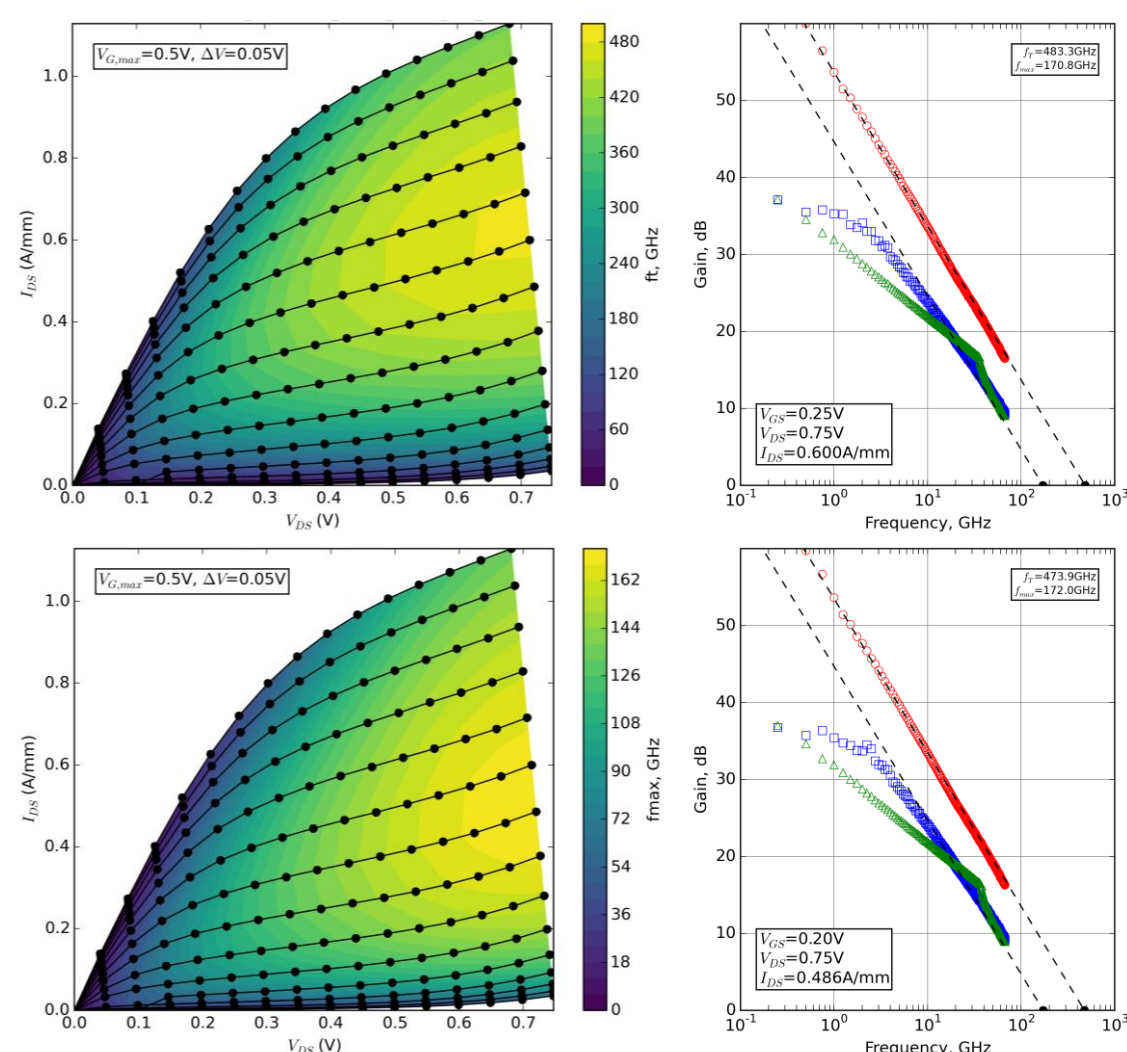 V_{G,max}=0.5V, ΔV=0.05V
1.0
0.8
0.6
0.4
0.2
0.0
I_{DS} (A/mm)
0.0 0.1 0.2 0.3 0.4 0.5 0.6 0.7
V_{DS} (V)
480
420
360
300
240
180
120
60
0
ft, GHz
f_T=483.3GHz
f_{max}=170.8GHz
50
40
30
20
10
0
Gain, dB
V_{GS}=0.25V
V_{DS}=0.75V
I_{DS}=0.600A/mm
10^{-1} 10^0 10^1 10^2 10^3
Frequency, GHz
V_{G,max}=0.5V, ΔV=0.05V
1.0
0.8
0.6
0.4
0.2
0.0
I_{DS} (A/mm)
0.0 0.1 0.2 0.3 0.4 0.5 0.6 0.7
V_{DS} (V)
162
144
126
108
90
72
54
36
18
0
fmax, GHz
f_T=473.9GHz
f_{max}=172.0GHz
50
40
30
20
10
0
Gain, dB
V_{GS}=0.20V
V_{DS}=0.75V
I_{DS}=0.486A/mm
10^{-1} 10^0 10^1 10^2 10^3
Frequency, GHz